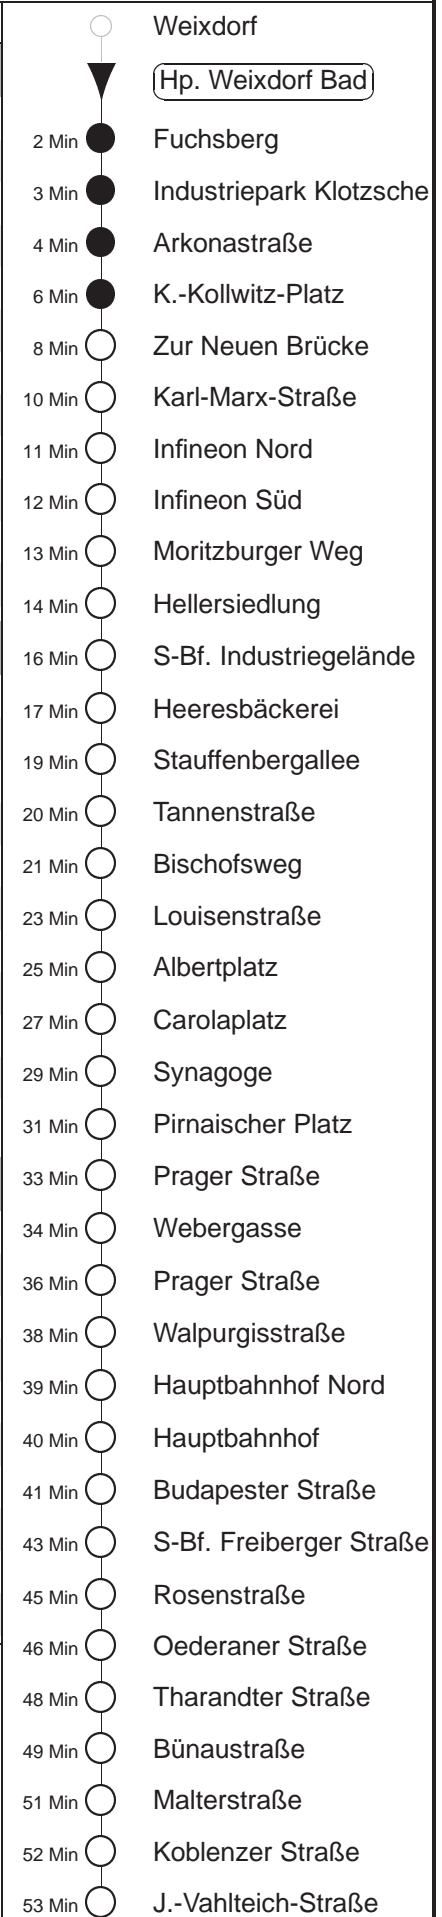 Weixdorf
Hp. Weixdorf Bad
2 Min Fuchsberg
3 Min Industriepark Klotzsche
4 Min Arkonastraße
6 Min K.-Kollwitz-Platz
8 Min Zur Neuen Brücke
10 Min Karl-Marx-Straße
11 Min Infineon Nord
12 Min Infineon Süd
13 Min Moritzburger Weg
14 Min Hellersiedlung
16 Min S-Bf. Industriegelände
17 Min Heeresbäckerei
19 Min Stauffenbergallee
20 Min Tannenstraße
21 Min Bischofsweg
23 Min Louisenstraße
25 Min Albertplatz
27 Min Carolaplatz
29 Min Synagoge
31 Min Pirnaischer Platz
33 Min Prager Straße
34 Min Webergasse
36 Min Prager Straße
38 Min Walpurgisstraße
39 Min Hauptbahnhof Nord
40 Min Hauptbahnhof
41 Min Budapester Straße
43 Min S-Bf. Freiberger Straße
45 Min Rosenstraße
46 Min Oederaner Straße
48 Min Tharandter Straße
49 Min Bünaustraße
51 Min Malterstraße
52 Min Koblenzer Straße
53 Min J.-Vahlteich-Straße